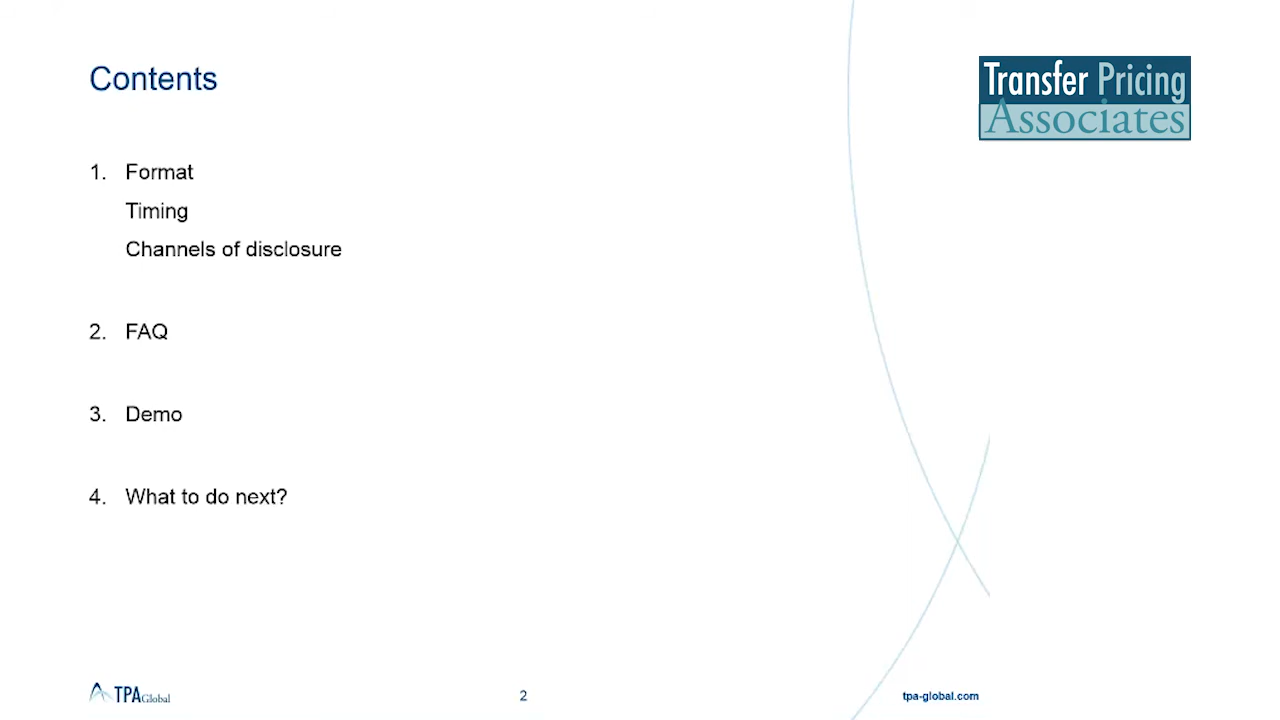 Contents
Transfer Pricing
Associates
1. Format
Timing
Channels of disclosure
2. FAQ
3. Demo
4. What to do next?
TPA Global
2
tpa-global.com